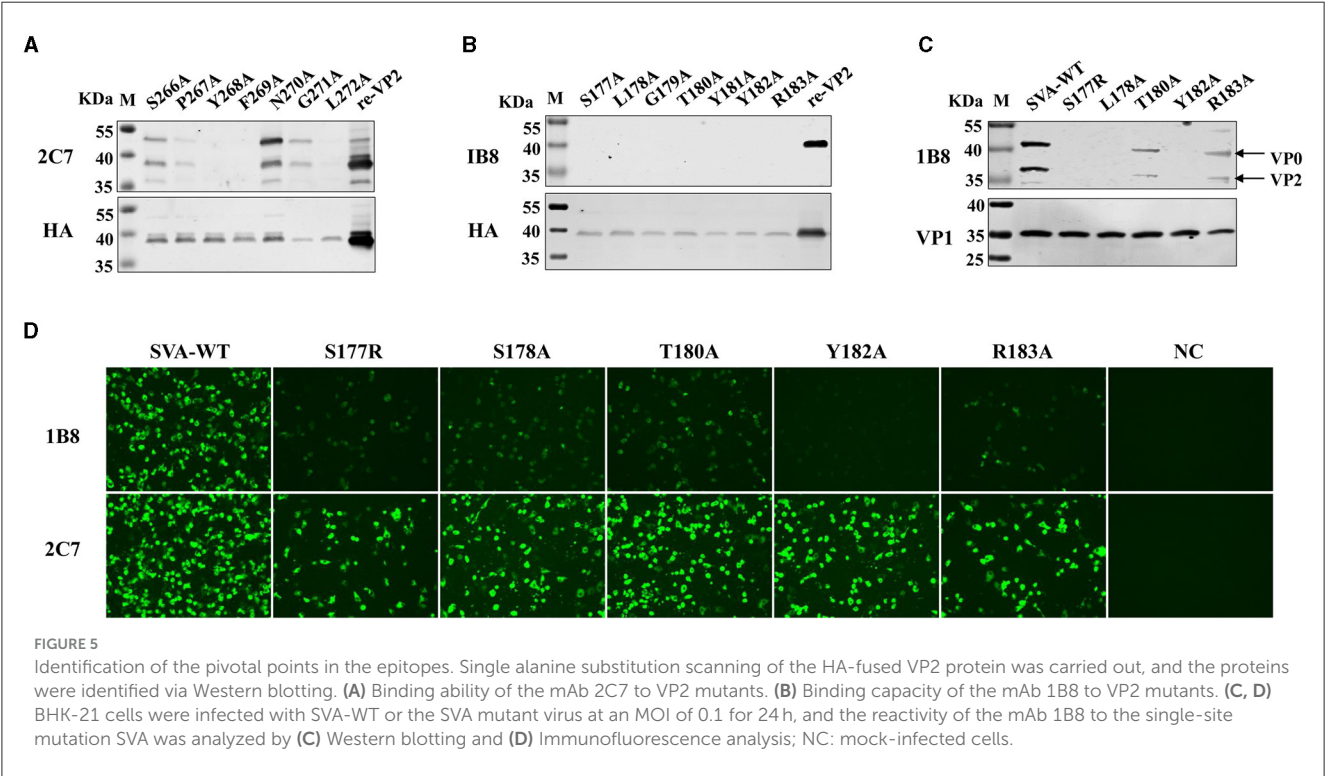 A
KDa M S266A P267A Y268A F269A N270A G271A L272A re-VP2
55
2C7 40
35
55
HA 40
35
B
KDa M S177A L178A G179A T180A Y181A Y182A R183A re-VP2
55
IB8 40
35
55
HA 40
35
C
KDa M SVA-WT S177R L178A T180A Y182A R183A
55
1B8 40 VP0
35 VP2
40
VP1 35
25
D
SVA-WT S177R S178A T180A Y182A R183A NC
1B8
2C7
FIGURE 5
Identification of the pivotal points in the epitopes. Single alanine substitution scanning of the HA-fused VP2 protein was carried out, and the proteins
were identified via Western blotting. (A) Binding ability of the mAb 2C7 to VP2 mutants. (B) Binding capacity of the mAb 1B8 to VP2 mutants. (C, D)
BHK-21 cells were infected with SVA-WT or the SVA mutant virus at an MOI of 0.1 for 24 h, and the reactivity of the mAb 1B8 to the single-site
mutation SVA was analyzed by (C) Western blotting and (D) Immunofluorescence analysis; NC: mock-infected cells.